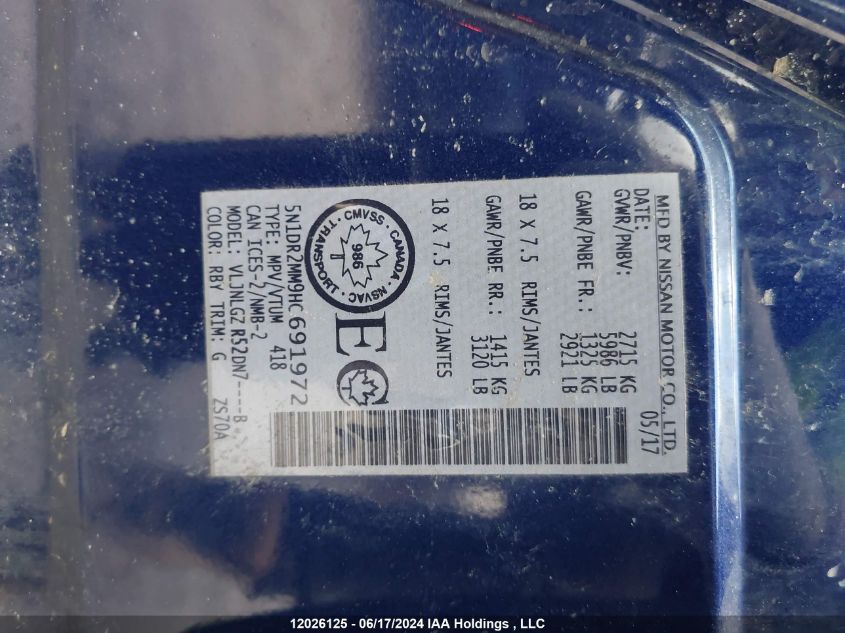 MFD BY NISSAN MOTOR CO., LTD.
DATE: 05/17
GVWR/PNBV: 2715 KG
5986 LB
GAWR/PNBE FR.: 1325 KG
2921 LB
18 X 7.5 RIMS/JANTES
GAWR/PNBE RR.: 1415 KG
3120 LB
18 X 7.5 RIMS/JANTES
CMVSS · CANADA · NSVAC · TRANSPORT ·
986
EC
5N1DR2MN9HC691972
TYPE: MPV/VTUM 418
CAN ICES-2/NMB-2
MODEL: VLJNLGZ R52DN7----B
COLOR: RBY TRIM: G ZS70A
12026125 - 06/17/2024 IAA Holdings , LLC